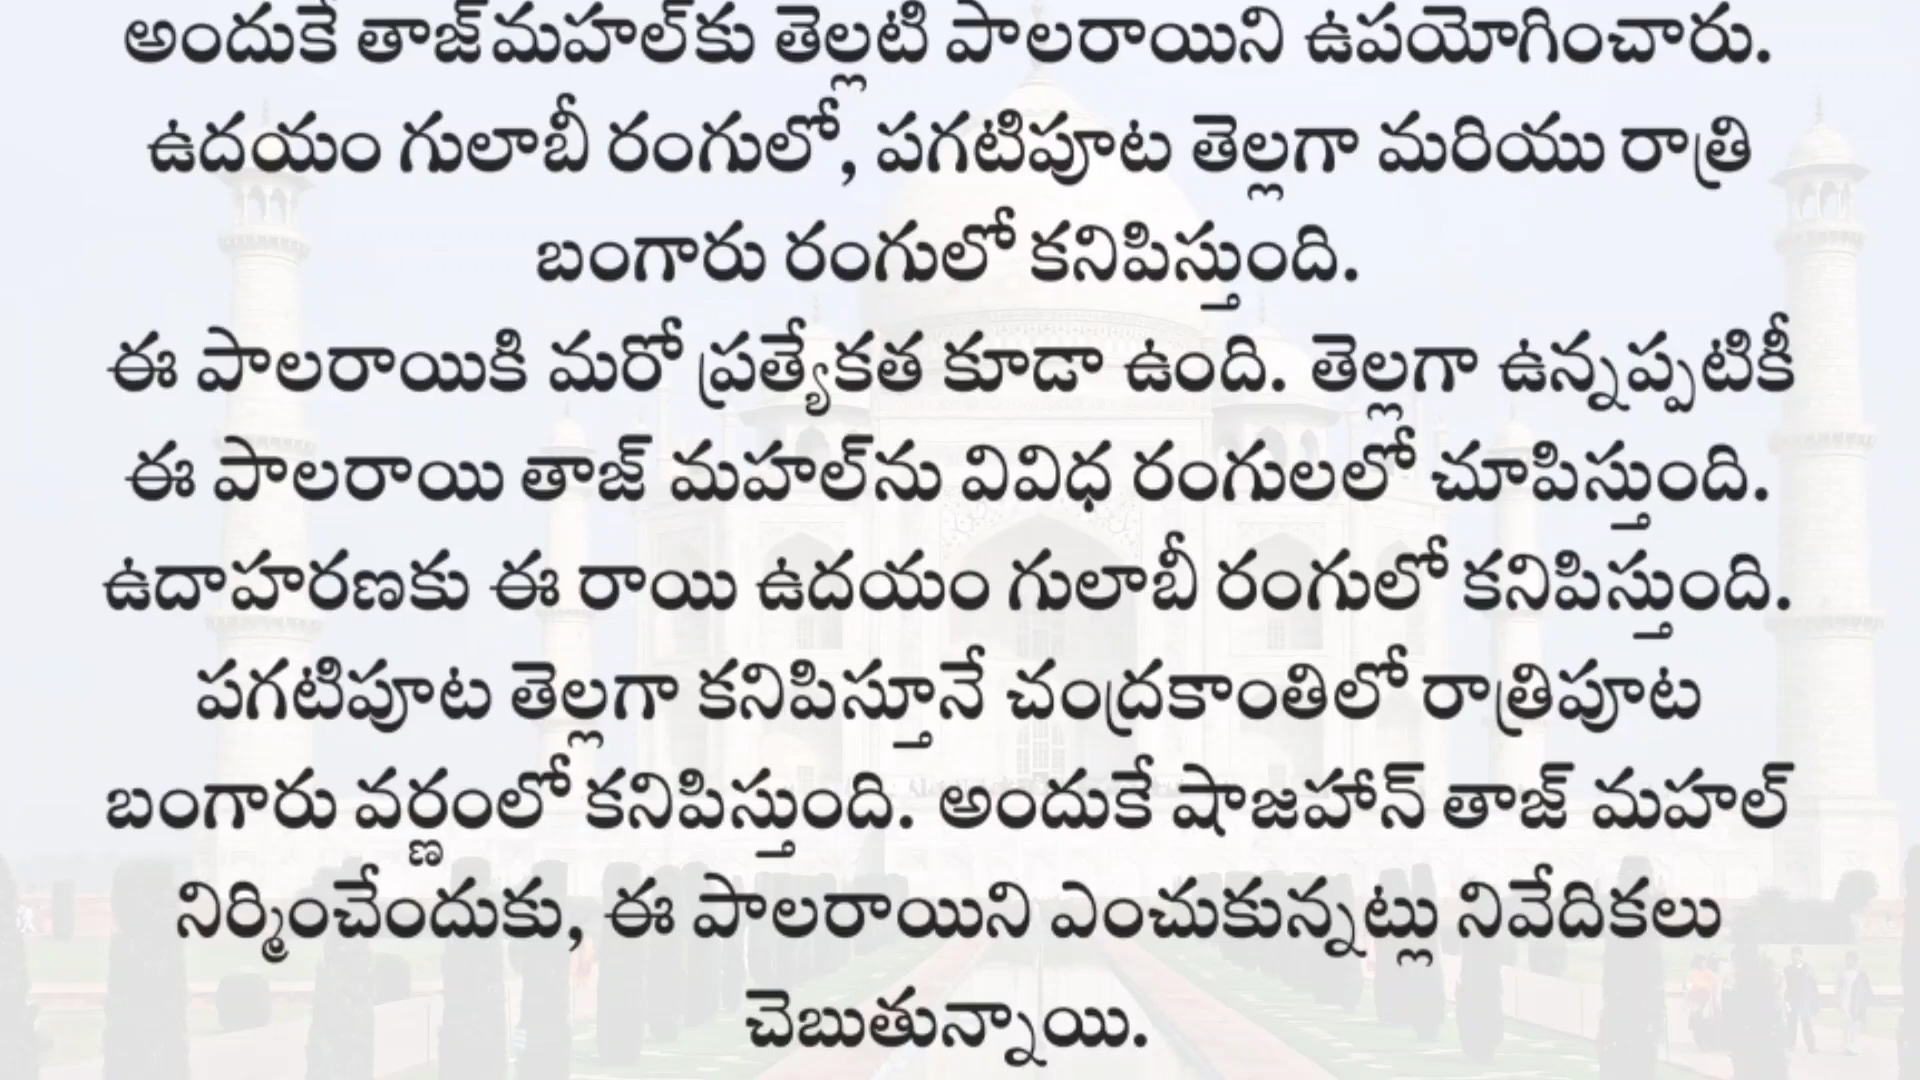 అందుకే తాజ్‌మహల్‌కు తెల్లటి పాలరాయిని ఉపయోగించారు.
ఉదయం గులాబీ రంగులో, పగటిపూట తెల్లగా మరియు రాత్రి
బంగారు రంగులో కనిపిస్తుంది.
ఈ పాలరాయికి మరో ప్రత్యేకత కూడా ఉంది. తెల్లగా ఉన్నప్పటికీ
ఈ పాలరాయి తాజ్ మహల్‌ను వివిధ రంగులలో చూపిస్తుంది.
ఉదాహరణకు ఈ రాయి ఉదయం గులాబీ రంగులో కనిపిస్తుంది.
పగటిపూట తెల్లగా కనిపిస్తూనే చంద్రకాంతిలో రాత్రిపూట
బంగారు వర్ణంలో కనిపిస్తుంది. అందుకే షాజహాన్ తాజ్ మహల్
నిర్మించేందుకు, ఈ పాలరాయిని ఎంచుకున్నట్లు నివేదికలు
చెబుతున్నాయి.